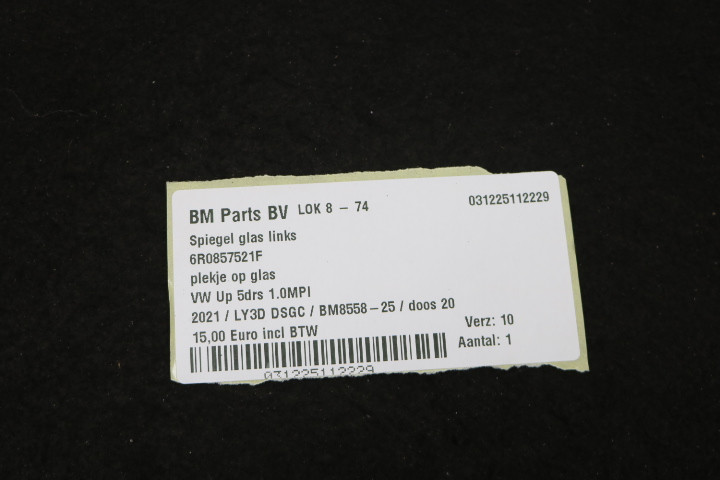 BM Parts BV LOK 8 - 74 031225112229
Spiegel glas links
6R0857521F
plekje op glas
VW Up 5drs 1.0MPI
2021 / LY3D DSGC / BM8558-25 / doos 20
15,00 Euro incl BTW Verz: 10
Aantal: 1
031225112229